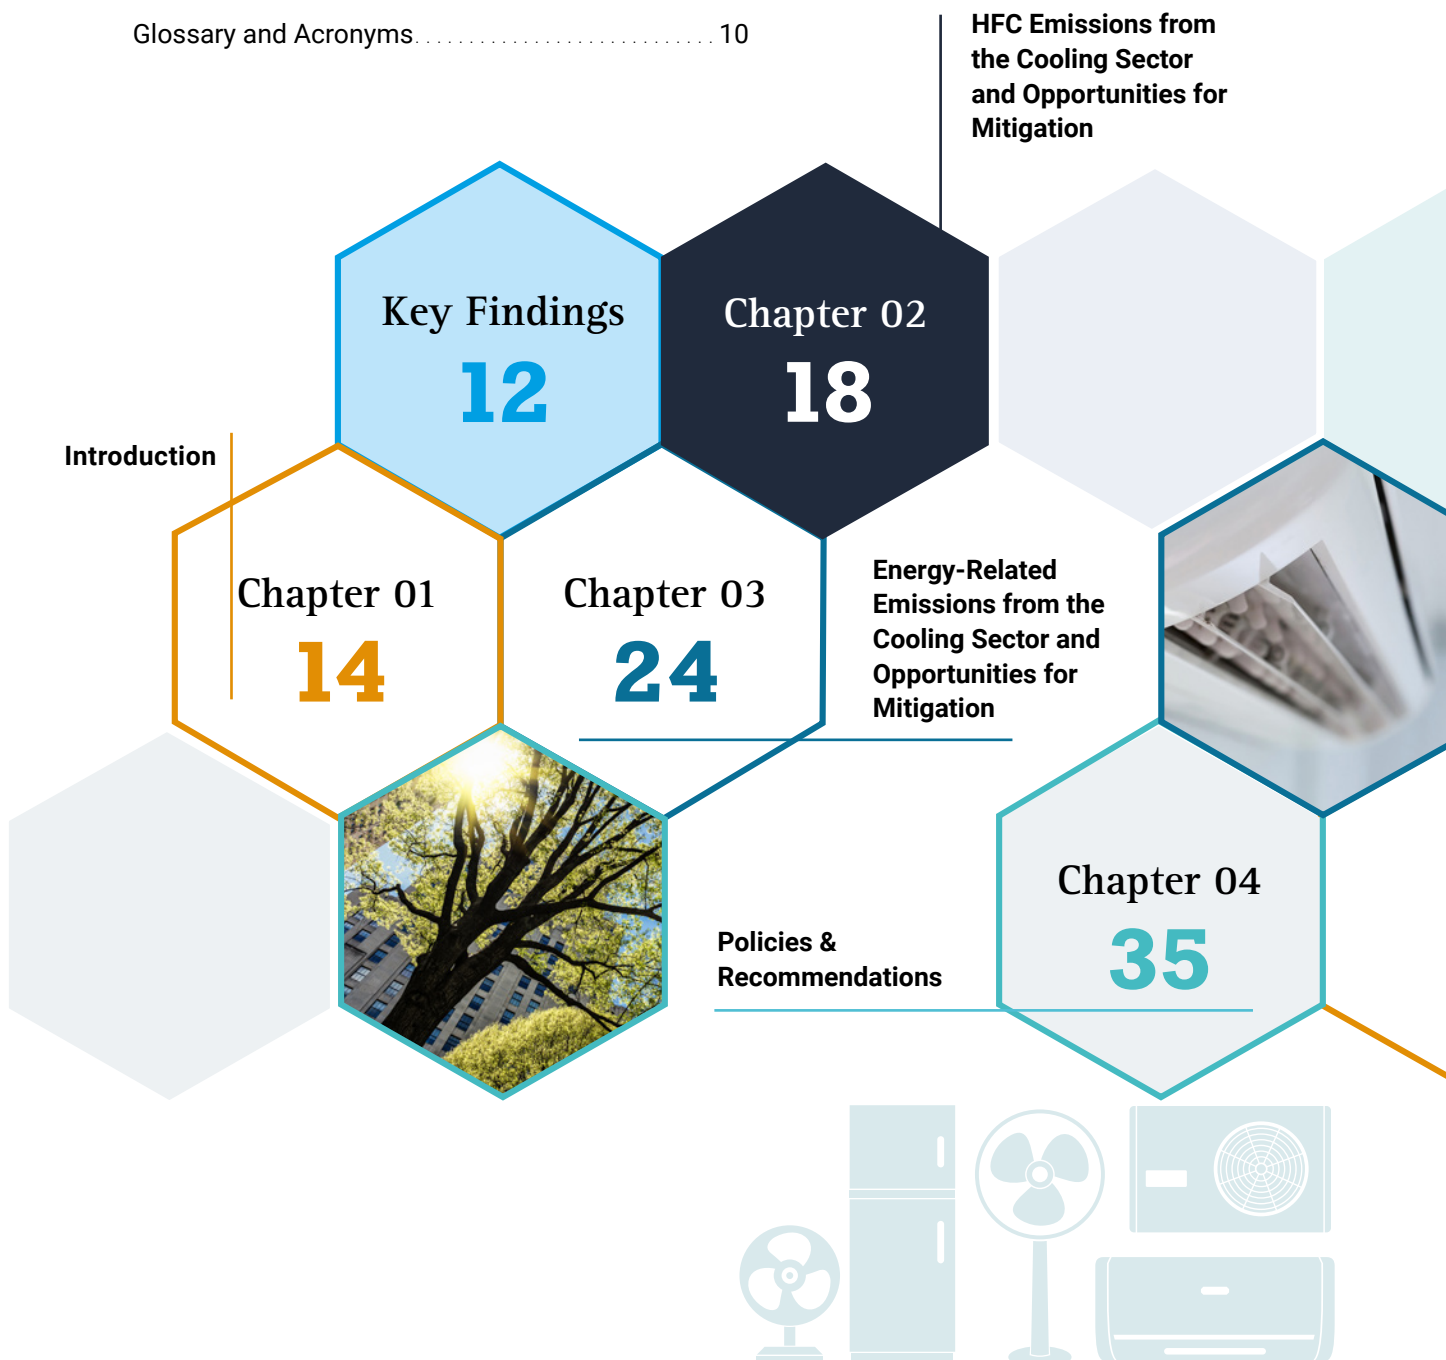 Glossary and Acronyms............................10
HFC Emissions from
the Cooling Sector
and Opportunities for
Mitigation
Key Findings
12
Chapter 02
18
Introduction
Chapter 01
14
Chapter 03
24
Energy-Related
Emissions from the
Cooling Sector and
Opportunities for
Mitigation
Chapter 04
35
Policies &
Recommendations